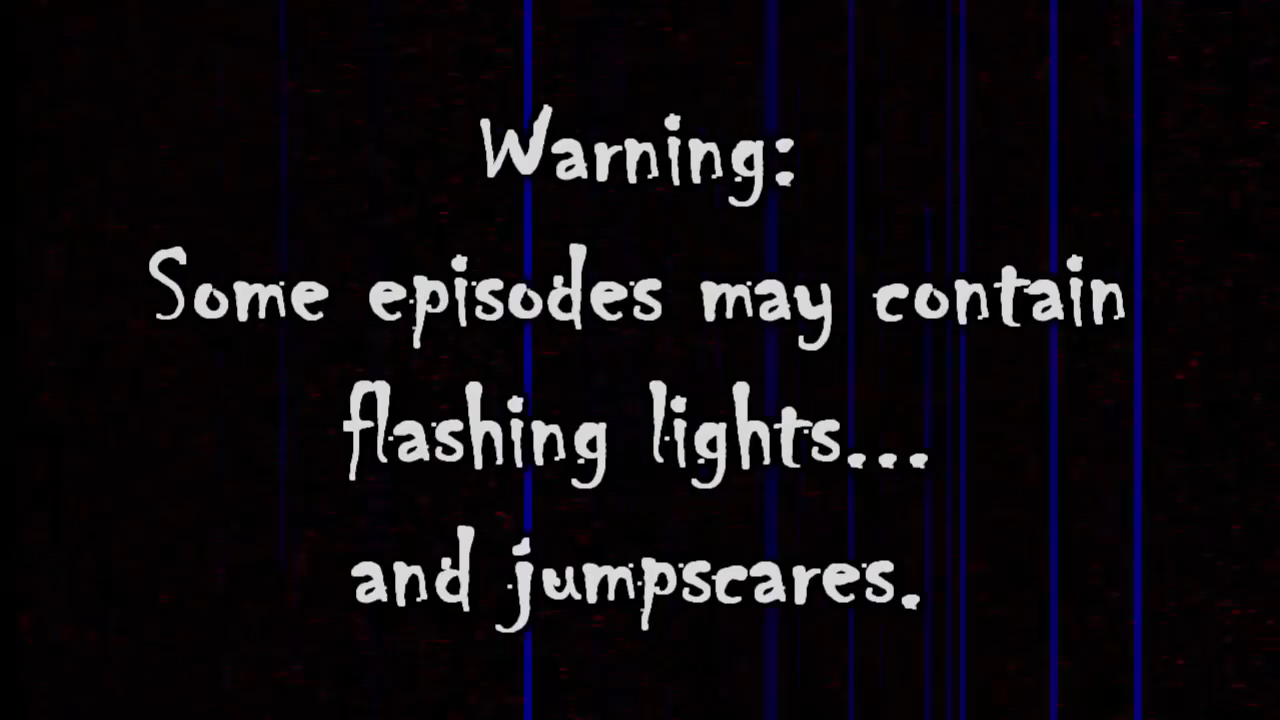 Warning:
Some episodes may contain
flashing lights...
and jumpscares.